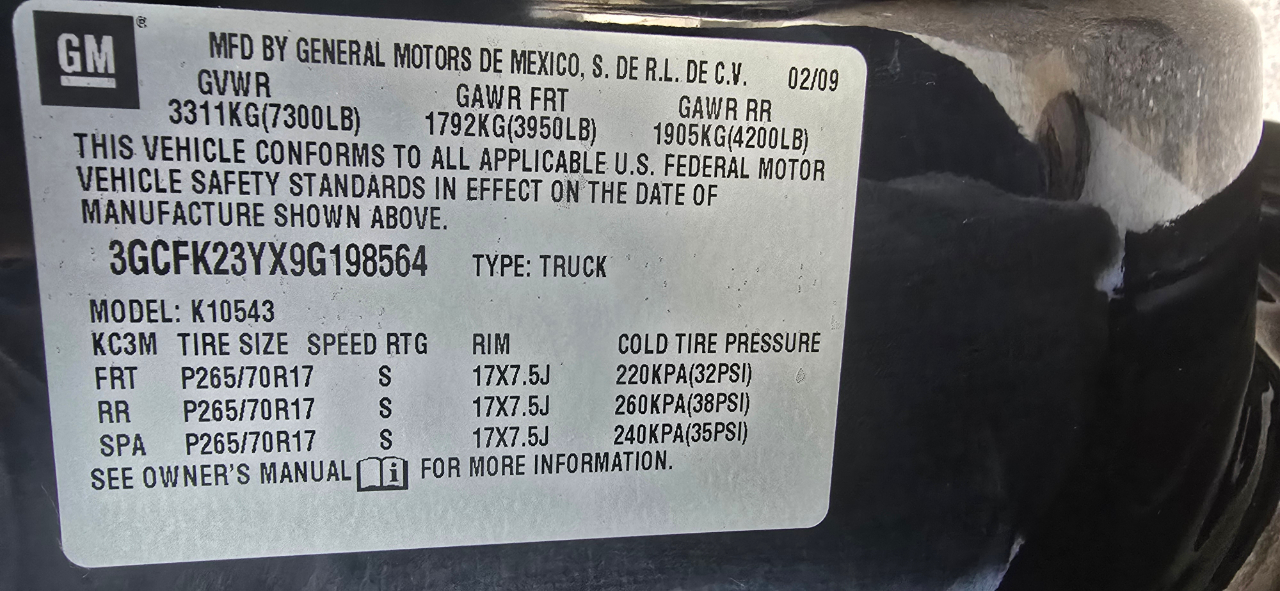 GM ®
MFD BY GENERAL MOTORS DE MEXICO, S. DE R.L. DE C.V. 02/09
GVWR GAWR FRT GAWR RR
3311KG(7300LB) 1792KG(3950LB) 1905KG(4200LB)
THIS VEHICLE CONFORMS TO ALL APPLICABLE U.S. FEDERAL MOTOR
VEHICLE SAFETY STANDARDS IN EFFECT ON THE DATE OF
MANUFACTURE SHOWN ABOVE.
3GCFK23YX9G198564 TYPE: TRUCK
MODEL: K10543
KC3M TIRE SIZE SPEED RTG RIM COLD TIRE PRESSURE
FRT P265/70R17 S 17X7.5J 220KPA(32PSI)
RR P265/70R17 S 17X7.5J 260KPA(38PSI)
SPA P265/70R17 S 17X7.5J 240KPA(35PSI)
SEE OWNER'S MANUAL i FOR MORE INFORMATION.